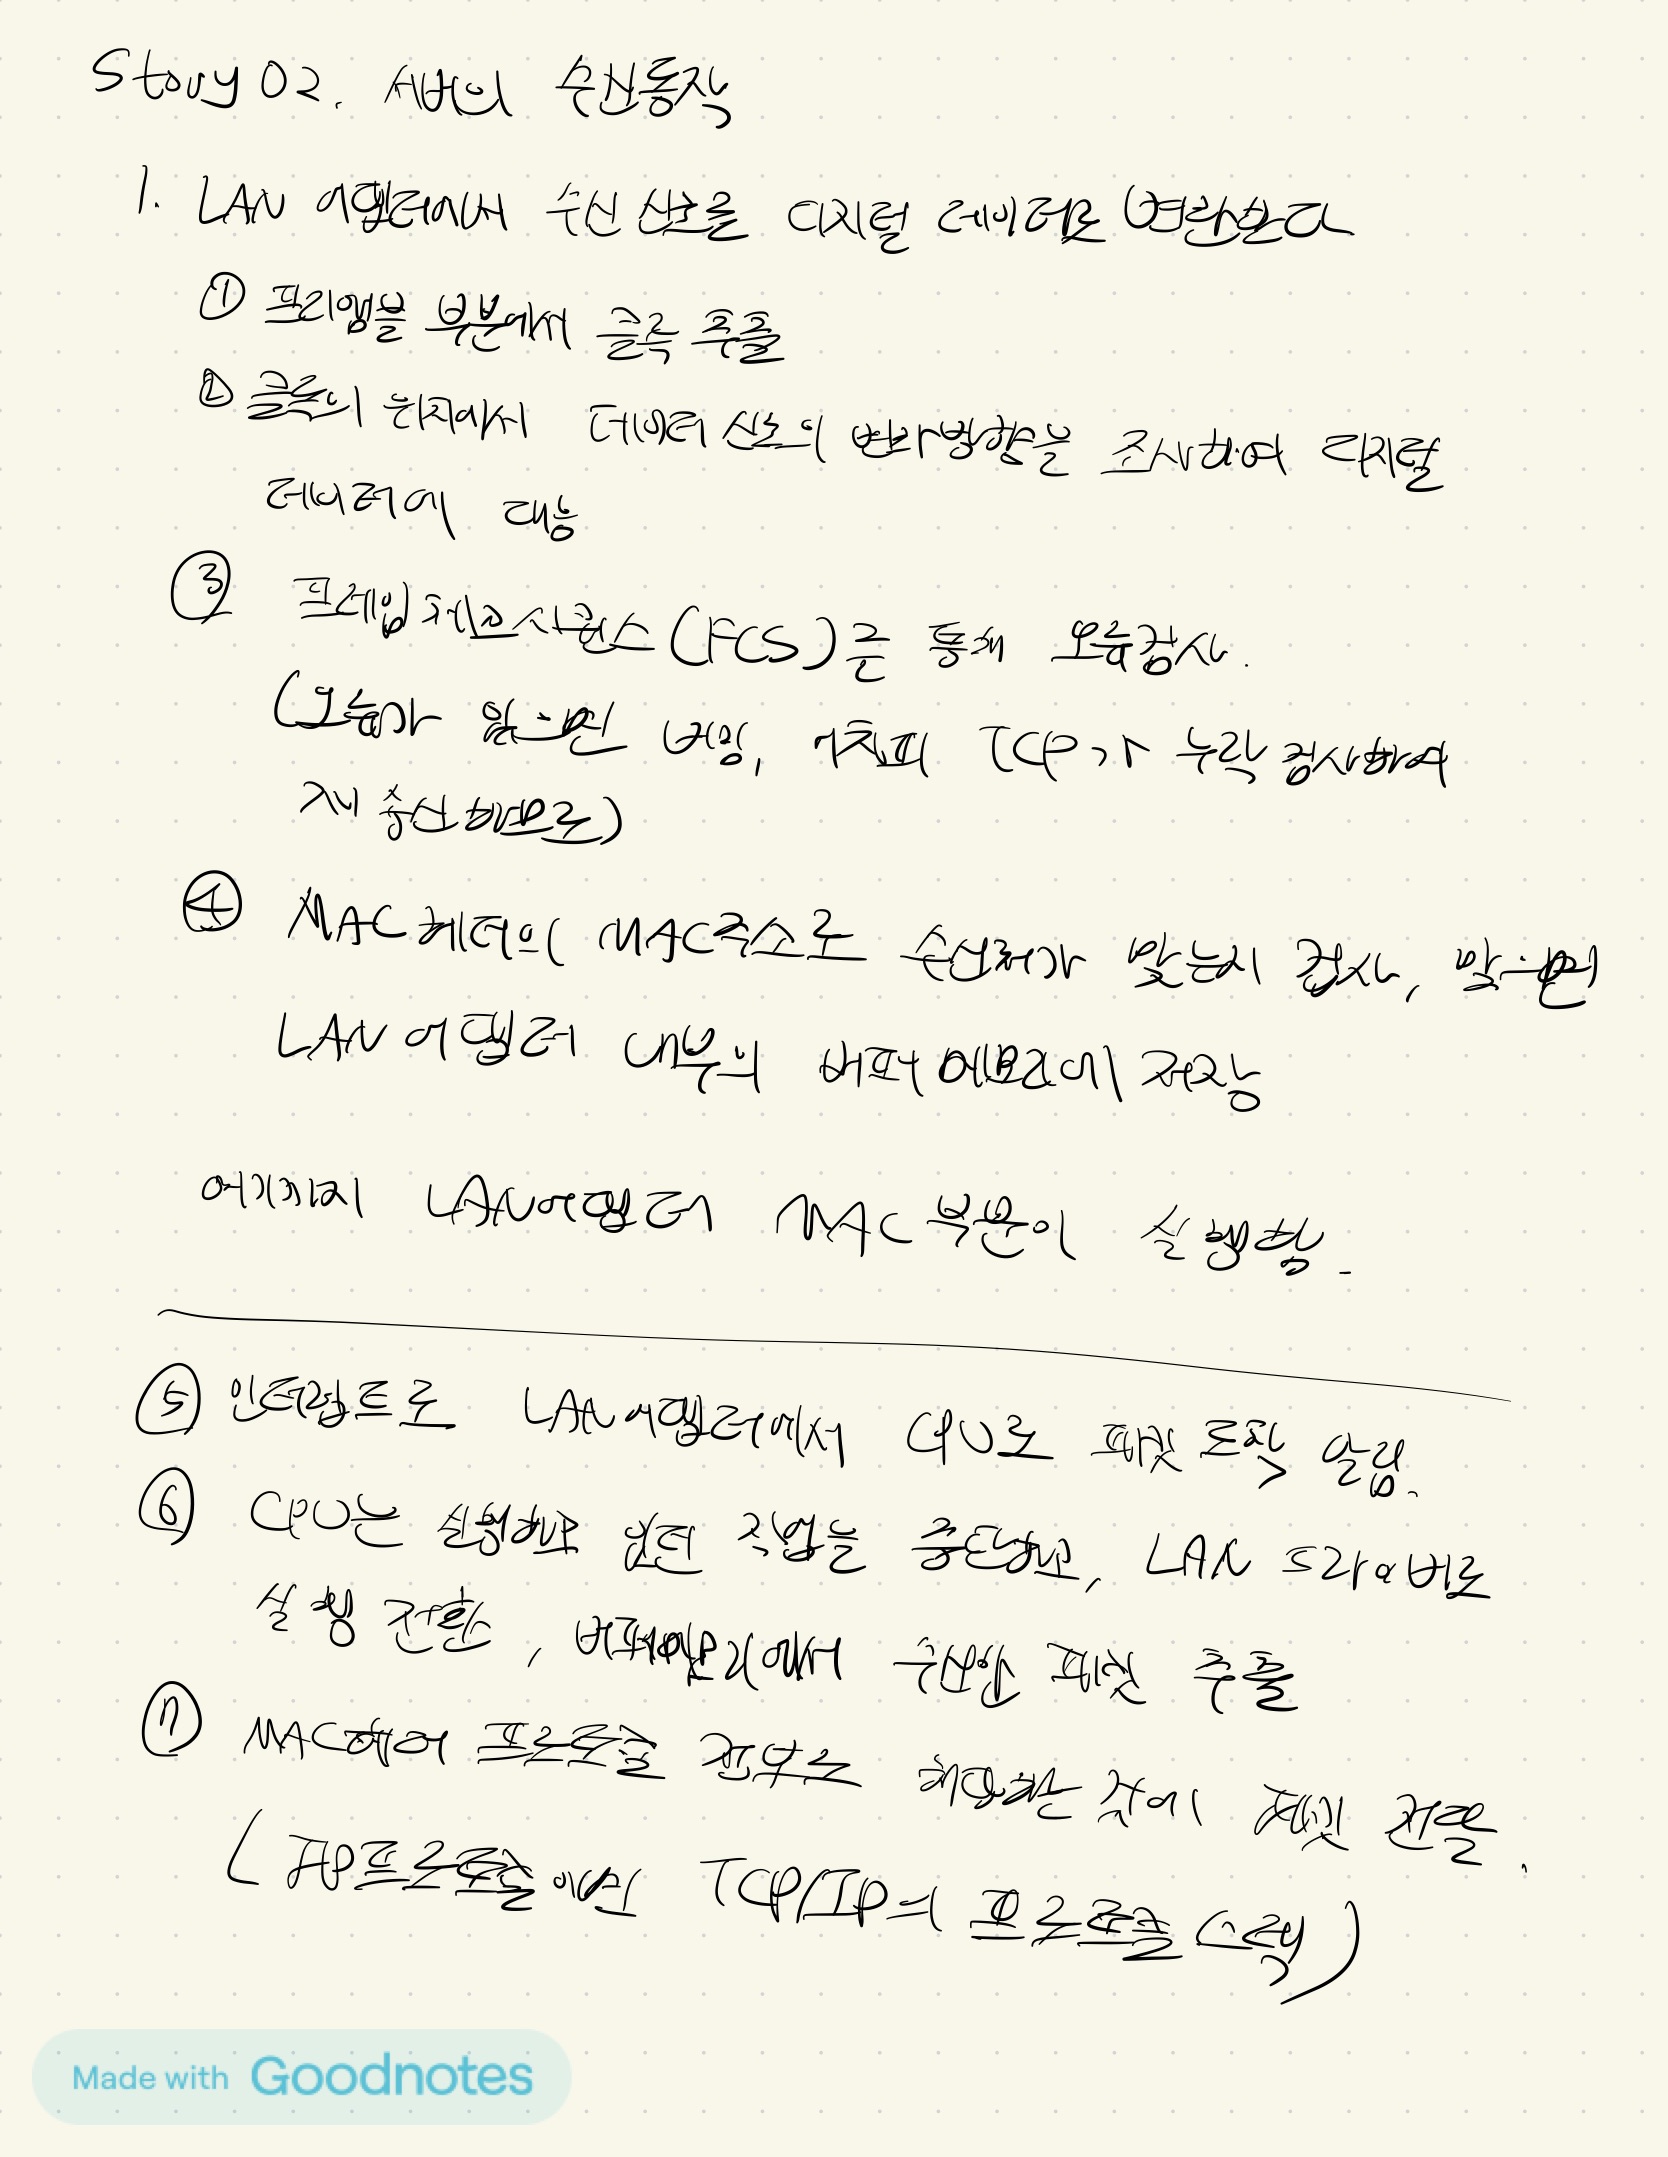 Story 02. 서버의 수신동작
1. LAN 어댑터에서 수신 신호를 디지털 데이터로 변환한다
① 프리앰블 부분에서 클록 추출
② 클록의 위치에서 데이터 신호의 변화방향을 조사하여 디지털
데이터에 대응
③ 프레임 체크 시퀀스 (FCS)를 통해 오류검사.
(오류가 있으면 버림, 어차피 TCP가 누락 검사하여
재 송신하므로)
④ MAC 헤더의 MAC주소로 수신처가 맞는지 검사, 맞으면
LAN 어댑터 내부의 버퍼 메모리에 저장
여기까지 LAN어댑터 MAC 부분이 실행함.
⑤ 인터럽트로 LAN어댑터에서 CPU로 패킷 도착 알림.
⑥ CPU는 실행하고 있던 작업을 중단하고, LAN 드라이버로
실행 전환, 버퍼메모리에서 수신한 패킷 추출
⑦ MAC헤더 프로토콜 판부로 해당하는 것에 패킷 전달.
(IP프로토콜이면 TCP/IP의 프로토콜 스택)
Made with Goodnotes